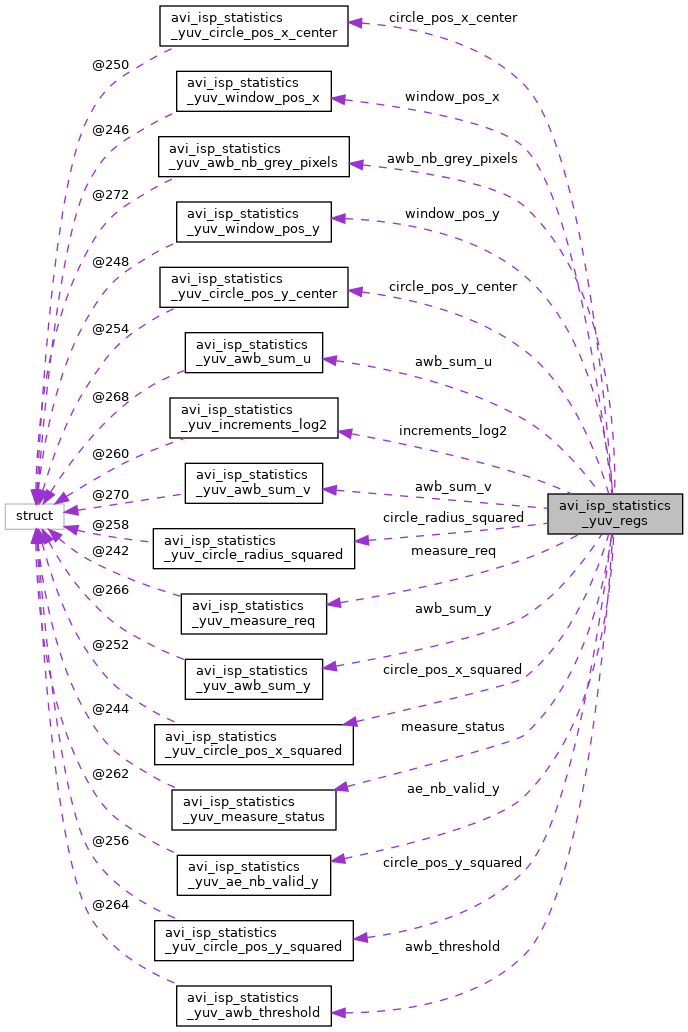 avi_isp_statistics
_yuv_circle_pos_x_center
circle_pos_x_center
@250
avi_isp_statistics
_yuv_window_pos_x
window_pos_x
@246
avi_isp_statistics
_yuv_awb_nb_grey_pixels
awb_nb_grey_pixels
@272
avi_isp_statistics
_yuv_window_pos_y
window_pos_y
@248
avi_isp_statistics
_yuv_circle_pos_y_center
circle_pos_y_center
@254
avi_isp_statistics
_yuv_awb_sum_u
awb_sum_u
@268
avi_isp_statistics
_yuv_increments_log2
increments_log2
@260
avi_isp_statistics
_yuv_awb_sum_v
awb_sum_v
@270
struct
avi_isp_statistics
_yuv_regs
@258
avi_isp_statistics
_yuv_circle_radius_squared
circle_radius_squared
@242
avi_isp_statistics
_yuv_measure_req
measure_req
@266
avi_isp_statistics
_yuv_awb_sum_y
awb_sum_y
@252
avi_isp_statistics
_yuv_circle_pos_x_squared
circle_pos_x_squared
@244
avi_isp_statistics
_yuv_measure_status
measure_status
@262
avi_isp_statistics
_yuv_ae_nb_valid_y
ae_nb_valid_y
@256
avi_isp_statistics
_yuv_circle_pos_y_squared
circle_pos_y_squared
@264
avi_isp_statistics
_yuv_awb_threshold
awb_threshold